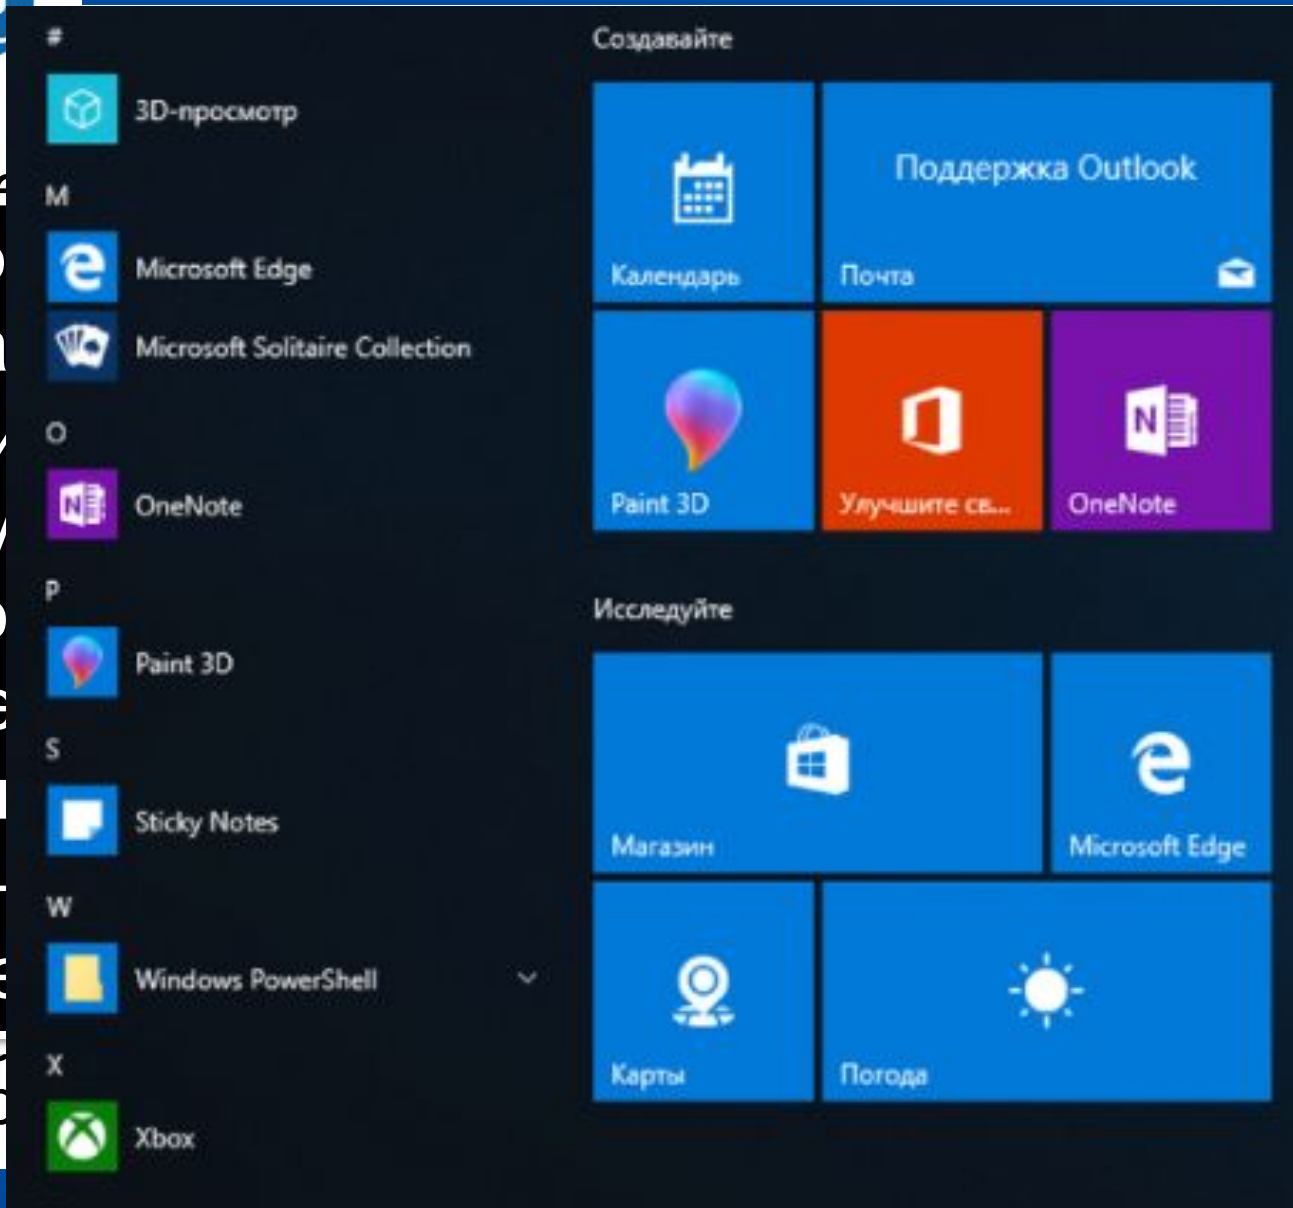 #
3D-просмотр
M
Microsoft Edge
Microsoft Solitaire Collection
O
OneNote
P
Paint 3D
S
Sticky Notes
W
Windows PowerShell
X
Xbox
Создавайте
Календарь
Поддержка Outlook
Почта
Paint 3D
Улучшите св...
OneNote
Исследуйте
Магазин
Microsoft Edge
Карты
Погода